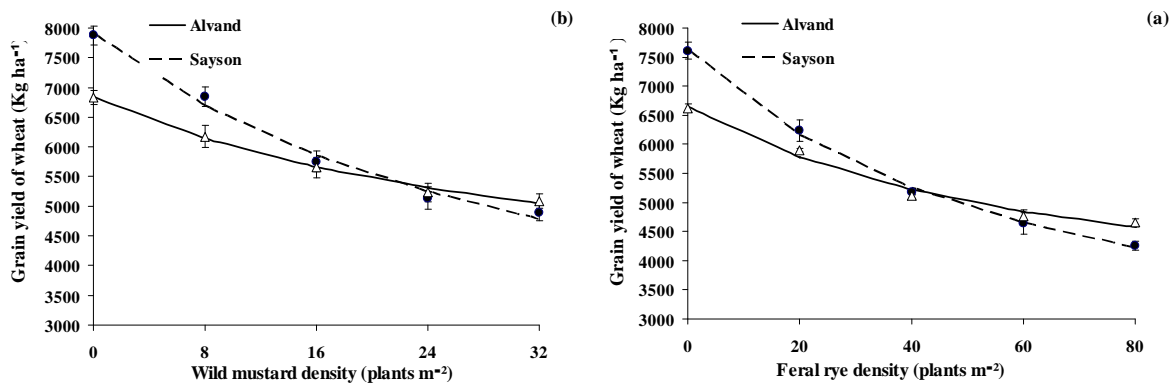 (b)
Alvand
Sayson
Grain yield of wheat (Kg ha⁻¹)
8000
7500
7000
6500
6000
5500
5000
4500
4000
3500
3000
0 8 16 24 32
Wild mustard density (plants m⁻²)
(a)
Alvand
Sayson
Grain yield of wheat (Kg ha⁻¹)
8000
7500
7000
6500
6000
5500
5000
4500
4000
3500
3000
0 20 40 60 80
Feral rye density (plants m⁻²)